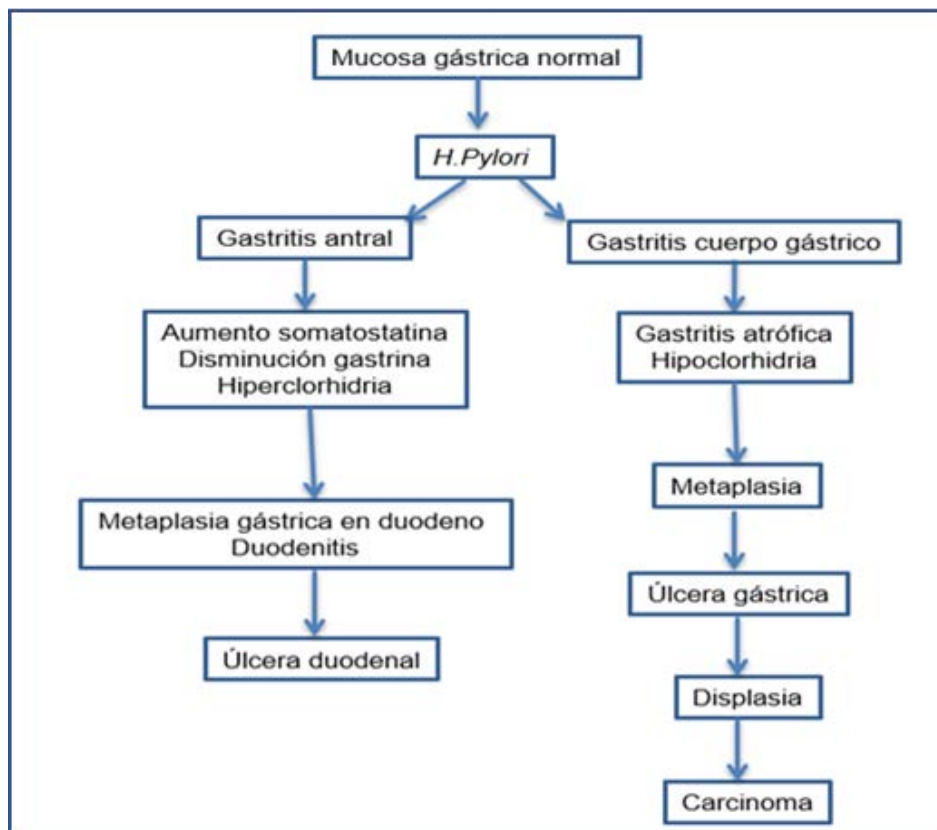 Mucosa gástrica normal
H.Pylori
Gastritis antral
Gastritis cuerpo gástrico
Aumento somatostatina
Disminución gastrina
Hiperclorhidria
Gastritis atrófica
Hipoclorhidria
Metaplasia
Metaplasia gástrica en duodeno
Duodenitis
Úlcera gástrica
Úlcera duodenal
Displasia
Carcinoma